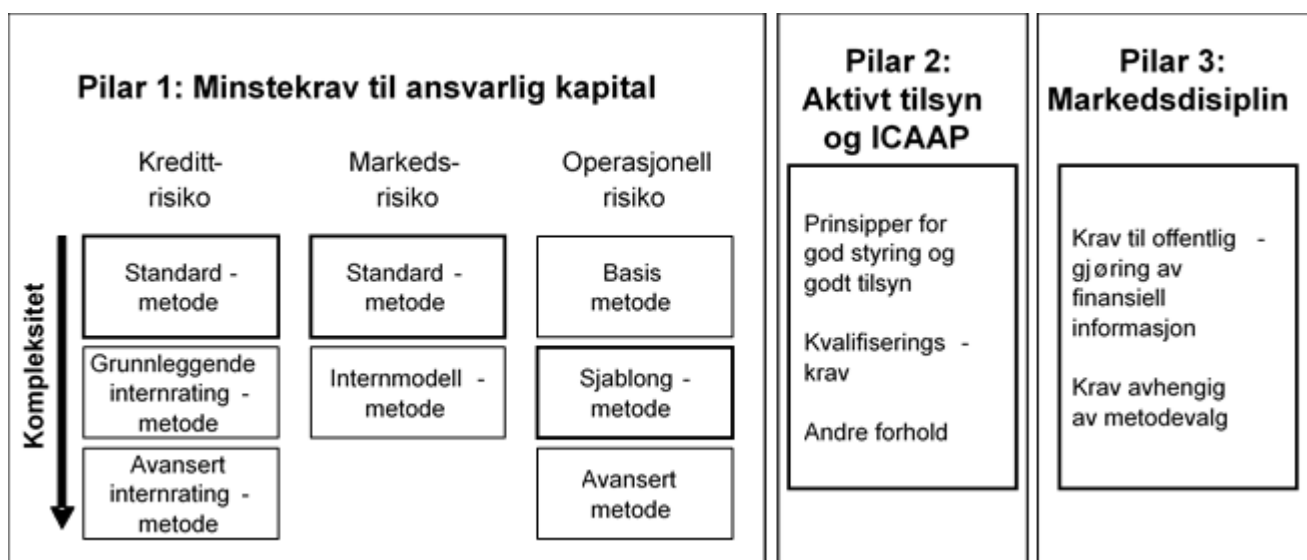 Pilar 1: Minstekrav til ansvarlig kapital
Kreditt-
risiko
Markeds-
risiko
Operasjonell
risiko
Kompleksitet
Standard -
metode
Standard -
metode
Basis
metode
Grunnleggende
internrating -
metode
Internmodell -
metode
Sjablong -
metode
Avansert
internrating -
metode
Avansert
metode
Pilar 2:
Aktivt tilsyn
og ICAAP
Prinsipper for
god styring og
godt tilsyn
Kvalifiserings -
krav
Andre forhold
Pilar 3:
Markedsdisiplin
Krav til offentlig -
gjøring av
finansiell
informasjon
Krav avhengig
av metodevalg